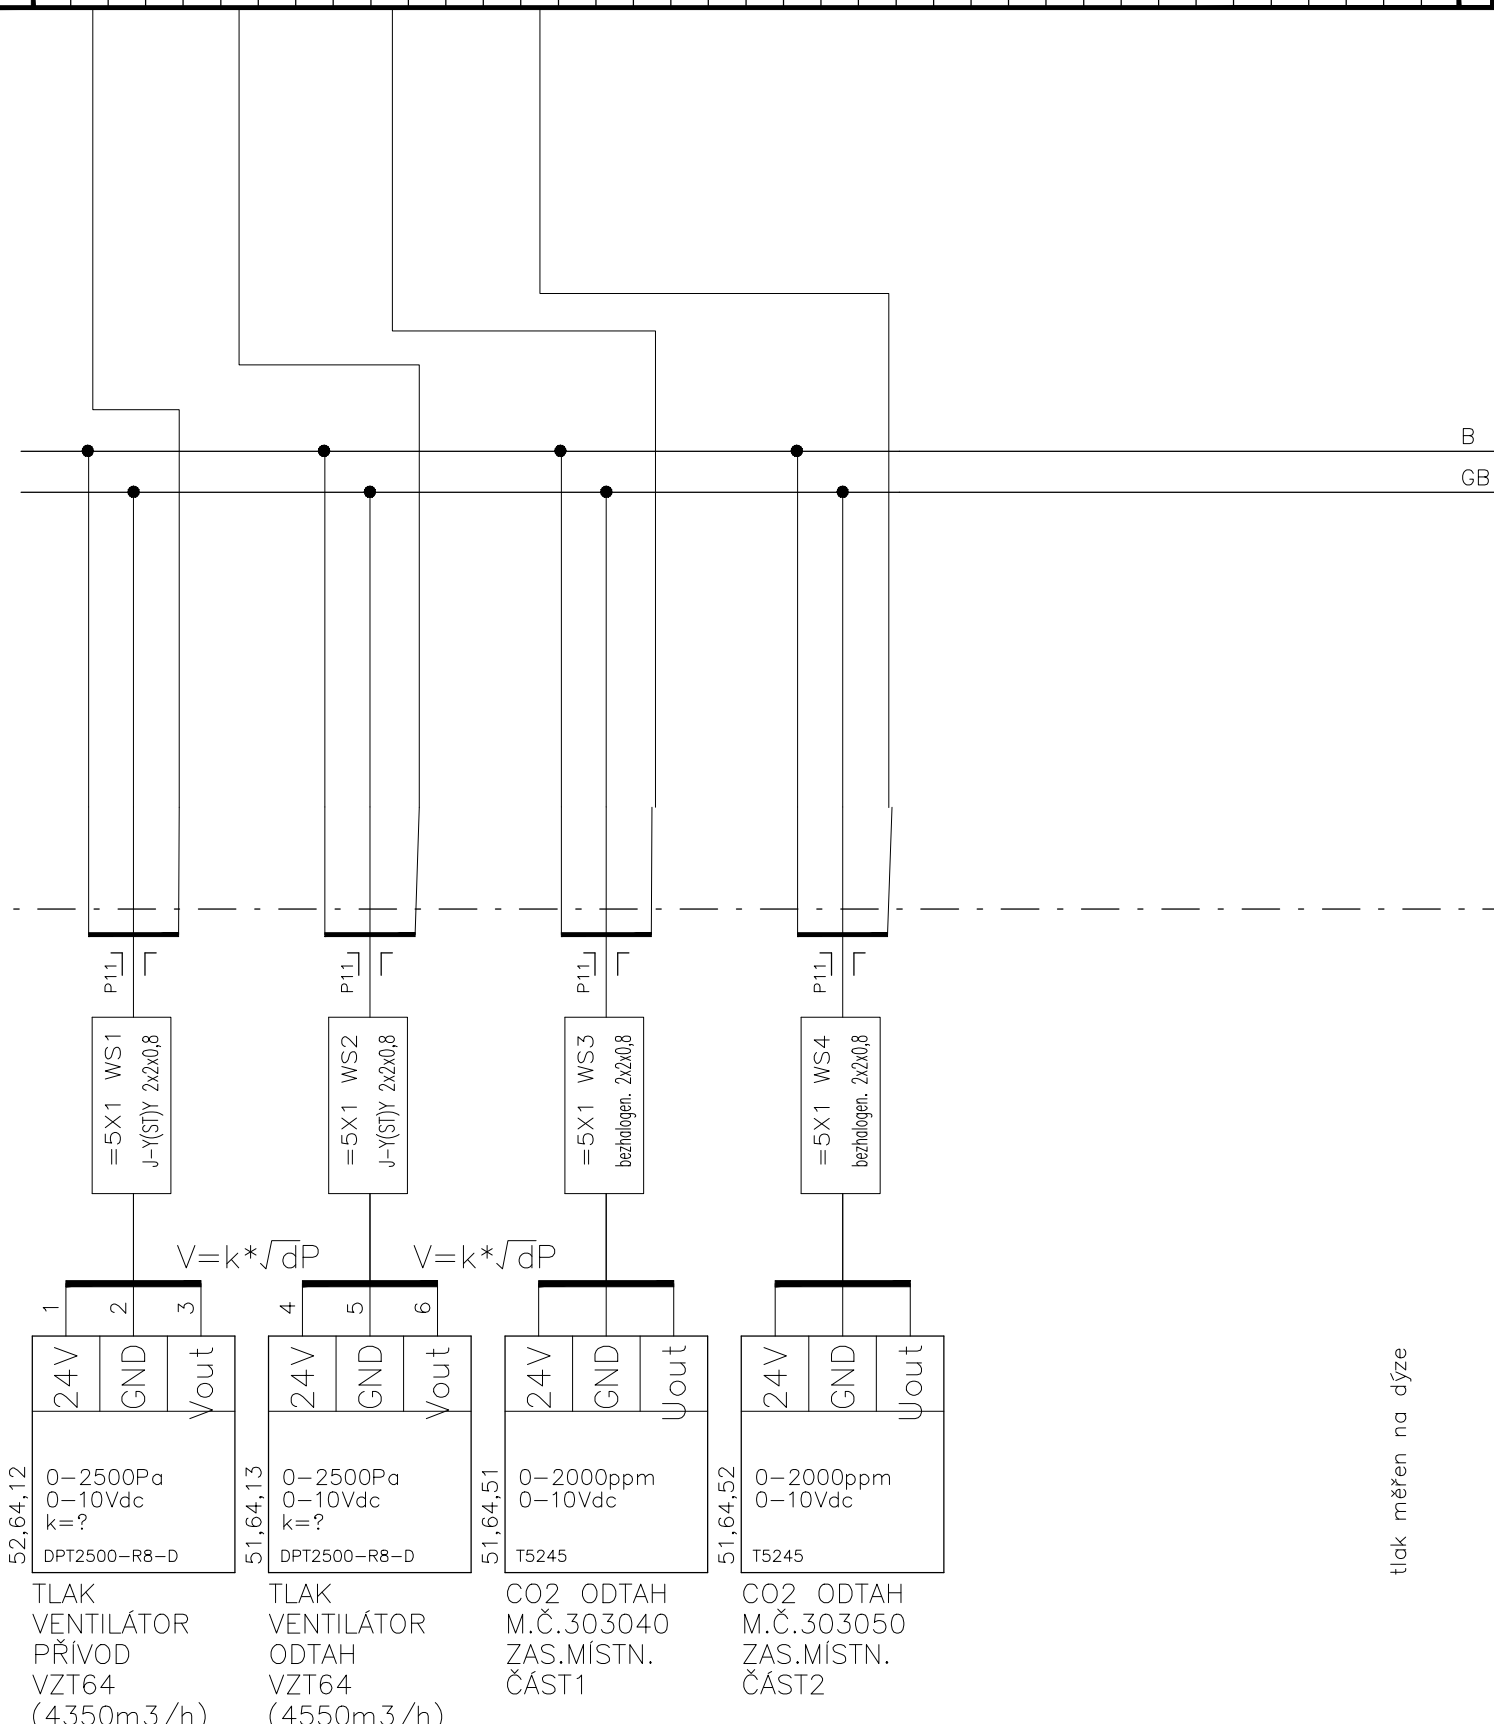 B
GB
P11
P11
P11
P11
=5X1 WS1
J-Y(ST)Y 2x2x0,8
=5X1 WS2
J-Y(ST)Y 2x2x0,8
=5X1 WS3
bezhalogen. 2x2x0,8
=5X1 WS4
bezhalogen. 2x2x0,8
V=k*√dP
V=k*√dP
1
2
3
4
5
6
24V
GND
Vout
24V
GND
Vout
24V
GND
Uout
24V
GND
Uout
52,64,12
0-2500Pa
0-10Vdc
k=?
DPT2500-R8-D
51,64,13
0-2500Pa
0-10Vdc
k=?
DPT2500-R8-D
51,64,51
0-2000ppm
0-10Vdc
T5245
51,64,52
0-2000ppm
0-10Vdc
T5245
tlak měřen na dýze
TLAK
VENTILÁTOR
PŘÍVOD
VZT64
(4350m3/h)
TLAK
VENTILÁTOR
ODTAH
VZT64
(4550m3/h)
CO2 ODTAH
M.Č.303040
ZAS.MÍSTN.
ČÁST1
CO2 ODTAH
M.Č.303050
ZAS.MÍSTN.
ČÁST2